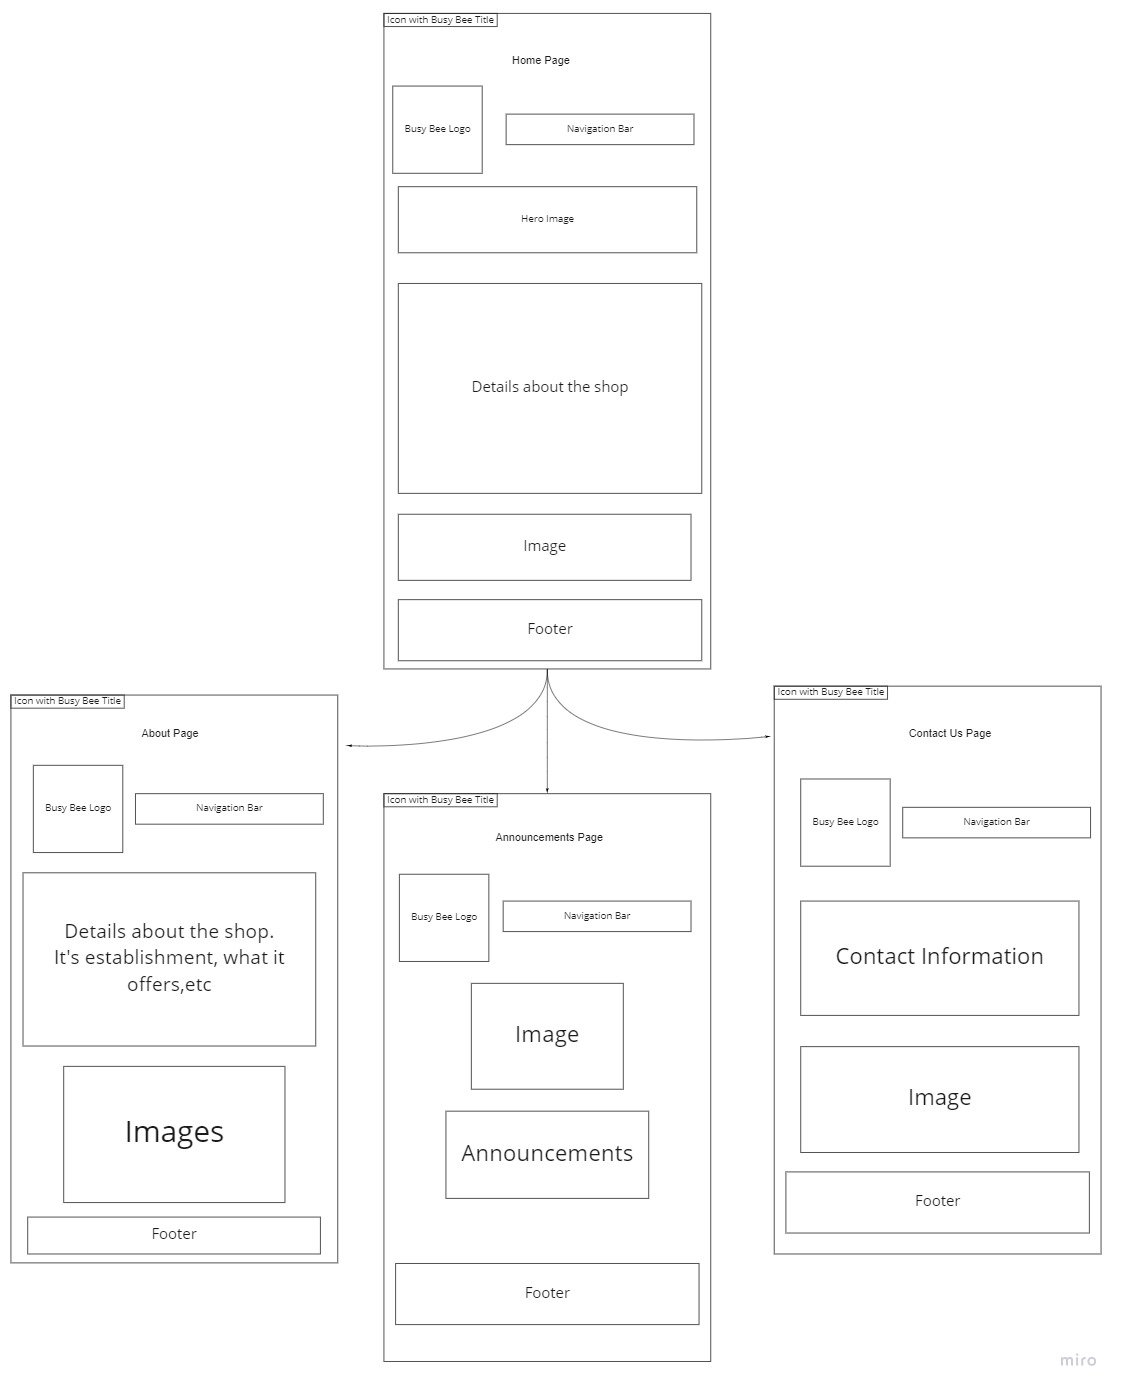 Icon with Busy Bee Title
Home Page
Busy Bee Logo
Navigation Bar
Hero Image
Details about the shop
Image
Footer
Icon with Busy Bee Title
About Page
Busy Bee Logo
Navigation Bar
Details about the shop.
It's establishment, what it
offers,etc
Images
Footer
Icon with Busy Bee Title
Announcements Page
Busy Bee Logo
Navigation Bar
Image
Announcements
Footer
Icon with Busy Bee Title
Contact Us Page
Busy Bee Logo
Navigation Bar
Contact Information
Image
Footer
miro